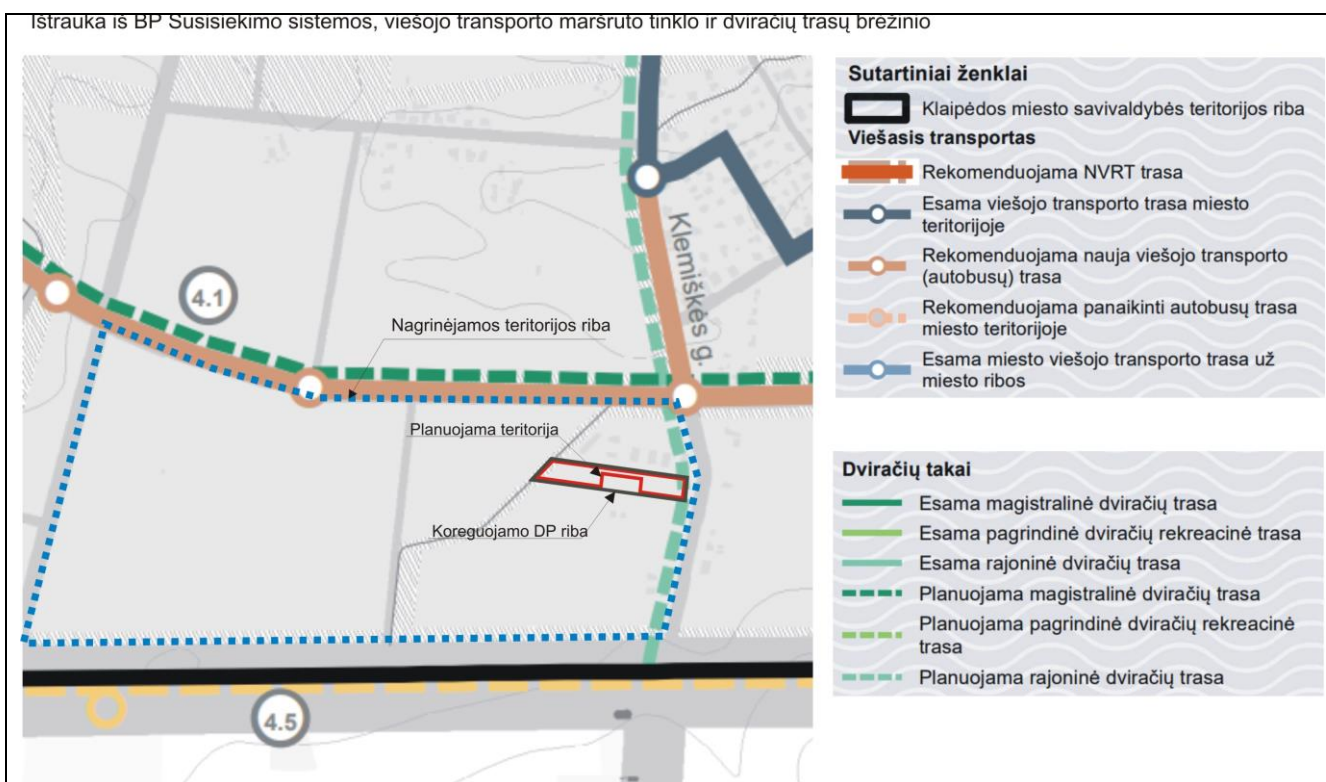 Ištrauka iš BP Susisiekimo sistemos, viešojo transporto maršruto tinklo ir dviračių trasų brėžinio
4.1
Nagrinėjamos teritorijos riba
Klemiškės g.
Planuojama teritorija
Koreguojamo DP riba
4.5
Sutartiniai ženklai
Klaipėdos miesto savivaldybės teritorijos riba
Viešasis transportas
Rekomenduojama NVRT trasa
Esama viešojo transporto trasa miesto
teritorijoje
Rekomenduojama nauja viešojo transporto
(autobusų) trasa
Rekomenduojama panaikinti autobusų trasa
miesto teritorijoje
Esama miesto viešojo transporto trasa už
miesto ribos
Dviračių takai
Esama magistralinė dviračių trasa
Esama pagrindinė dviračių rekreacinė trasa
Esama rajoninė dviračių trasa
Planuojama magistralinė dviračių trasa
Planuojama pagrindinė dviračių rekreacinė
trasa
Planuojama rajoninė dviračių trasa